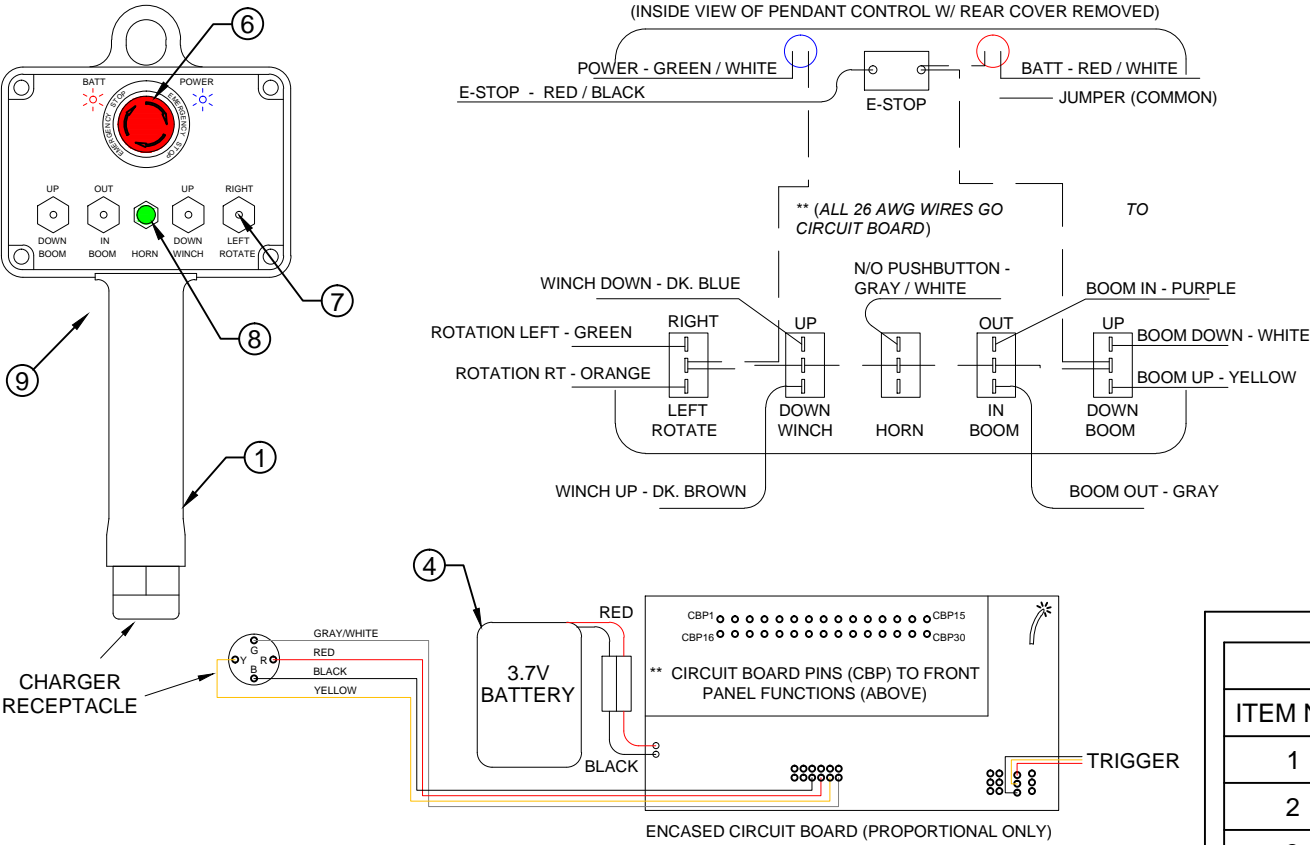 (INSIDE VIEW OF PENDANT CONTROL W/ REAR COVER REMOVED)
6
BATT
POWER
EMERGENCY STOP
EMERGENCY STOP
UP
OUT
UP
RIGHT
DOWN
IN
DOWN
LEFT
BOOM
BOOM
HORN
WINCH
ROTATE
7
8
9
1
CHARGER
RECEPTACLE
POWER - GREEN / WHITE
BATT - RED / WHITE
E-STOP - RED / BLACK
E-STOP
JUMPER (COMMON)
** (ALL 26 AWG WIRES GO TO
CIRCUIT BOARD)
WINCH DOWN - DK. BLUE
N/O PUSHBUTTON -
GRAY / WHITE
BOOM IN - PURPLE
ROTATION LEFT - GREEN
RIGHT
UP
OUT
UP
BOOM DOWN - WHITE
ROTATION RT - ORANGE
BOOM UP - YELLOW
LEFT
ROTATE
DOWN
WINCH
HORN
IN
BOOM
DOWN
BOOM
WINCH UP - DK. BROWN
BOOM OUT - GRAY
4
G
Y
R
B
GRAY/WHITE
RED
BLACK
YELLOW
3.7V
BATTERY
RED
BLACK
CBP1
CBP15
CBP16
CBP30
** CIRCUIT BOARD PINS (CBP) TO FRONT
PANEL FUNCTIONS (ABOVE)
TRIGGER
ENCASED CIRCUIT BOARD (PROPORTIONAL ONLY)
ITEM N
1
2